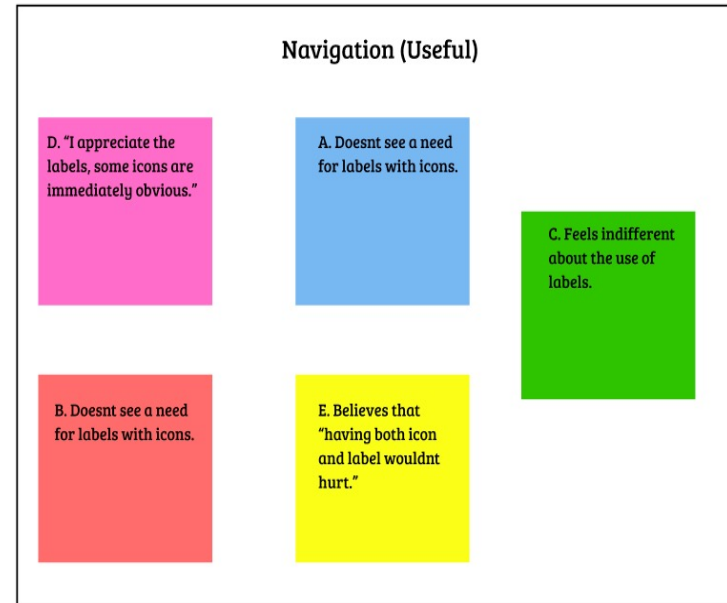 Navigation (Useful)
D. “I appreciate the
labels, some icons are
immediately obvious.”
A. Doesnt see a need
for labels with icons.
C. Feels indifferent
about the use of
labels.
B. Doesnt see a need
for labels with icons.
E. Believes that
“having both icon
and label wouldnt
hurt.”